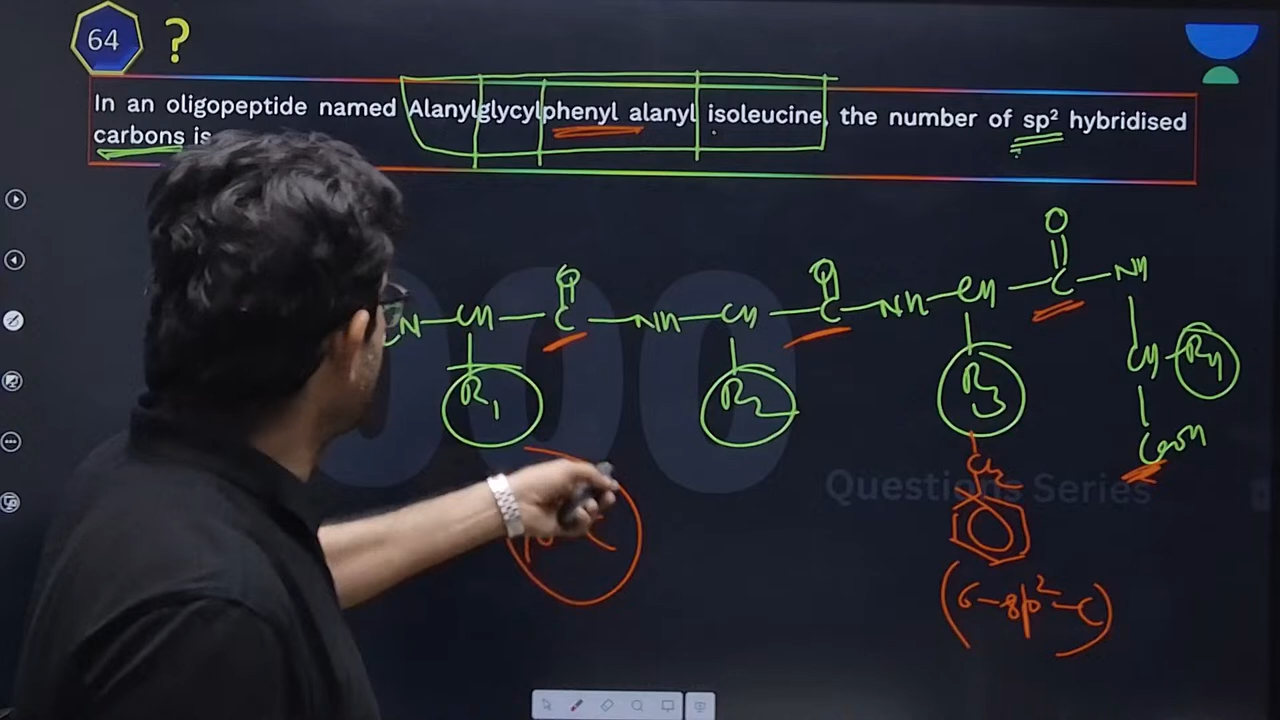 64 ?
In an oligopeptide named Alanylglycylphenyl alanyl isoleucine, the number of sp² hybridised
carbons is
O
O O
N—CH—C—NH—CH—C—NH—CH—C—NH
R₁ R₂ R₃ CH—R₄
CH₂ COOH
Questions Series
(6-sp²-C)